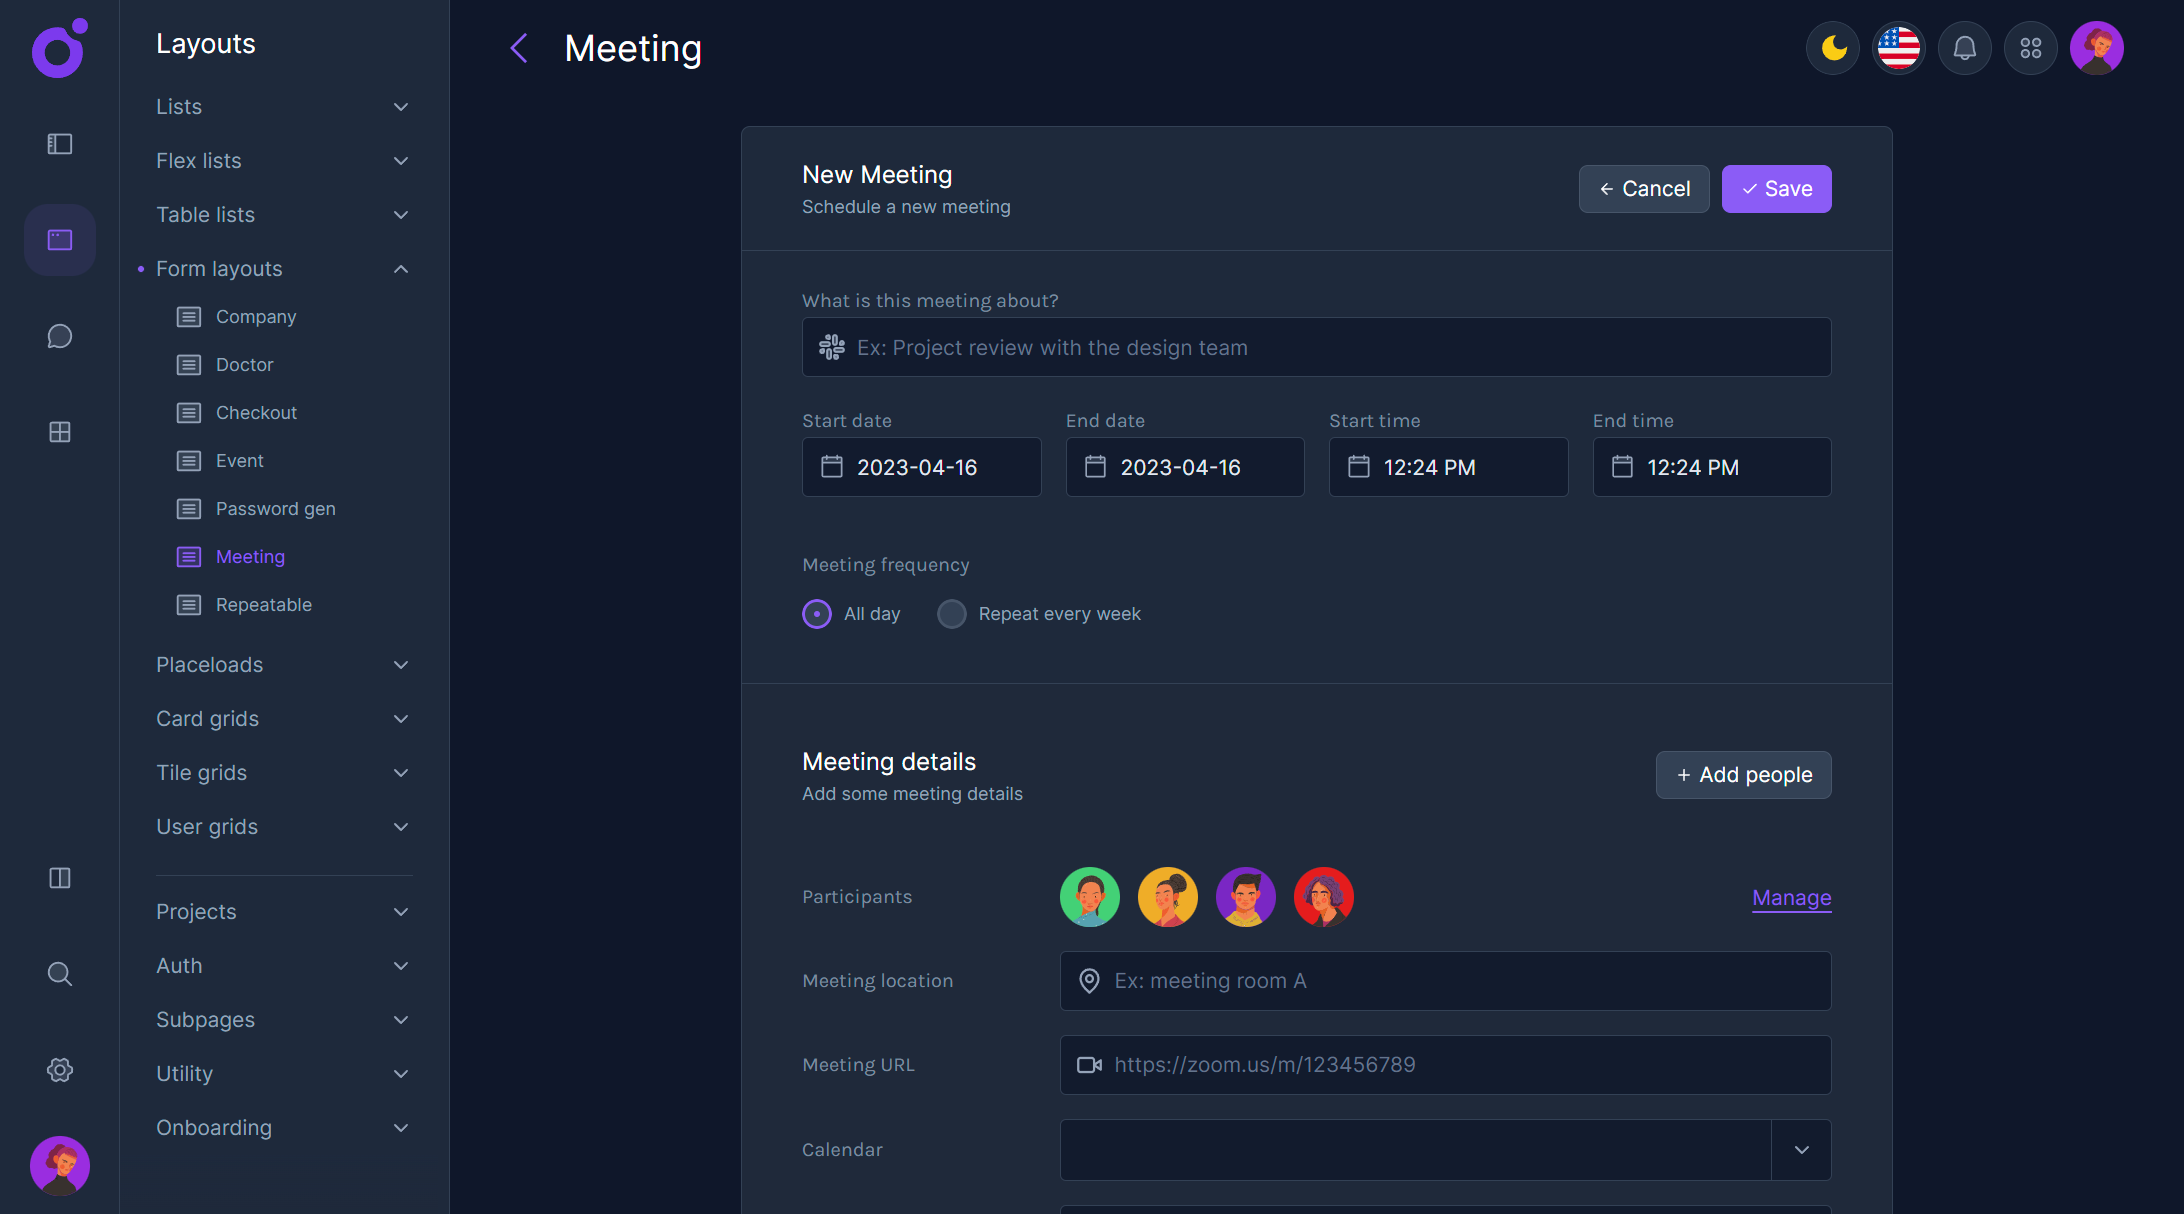 Layouts
Lists
Flex lists
Table lists
Form layouts
Company
Doctor
Checkout
Event
Password gen
Meeting
Repeatable
Placeloads
Card grids
Tile grids
User grids
Projects
Auth
Subpages
Utility
Onboarding
Meeting
New Meeting
Schedule a new meeting
Cancel
Save
What is this meeting about?
Ex: Project review with the design team
Start date
End date
Start time
End time
2023-04-16
2023-04-16
12:24 PM
12:24 PM
Meeting frequency
All day
Repeat every week
Meeting details
Add some meeting details
Add people
Participants
Manage
Meeting location
Ex: meeting room A
Meeting URL
https://zoom.us/m/123456789
Calendar